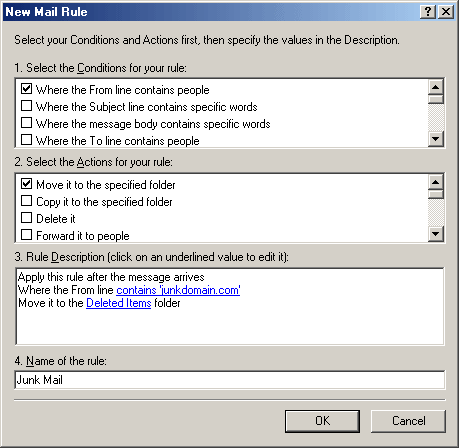 New Mail Rule
Select your Conditions and Actions first, then specify the values in the Description.
1. Select the Conditions for your rule:
Where the From line contains people
Where the Subject line contains specific words
Where the message body contains specific words
Where the To line contains people
2. Select the Actions for your rule:
Move it to the specified folder
Copy it to the specified folder
Delete it
Forward it to people
3. Rule Description (click on an underlined value to edit it):
Apply this rule after the message arrives
Where the From line contains 'junkdomain.com'
Move it to the Deleted Items folder
4. Name of the rule:
Junk Mail
OK Cancel